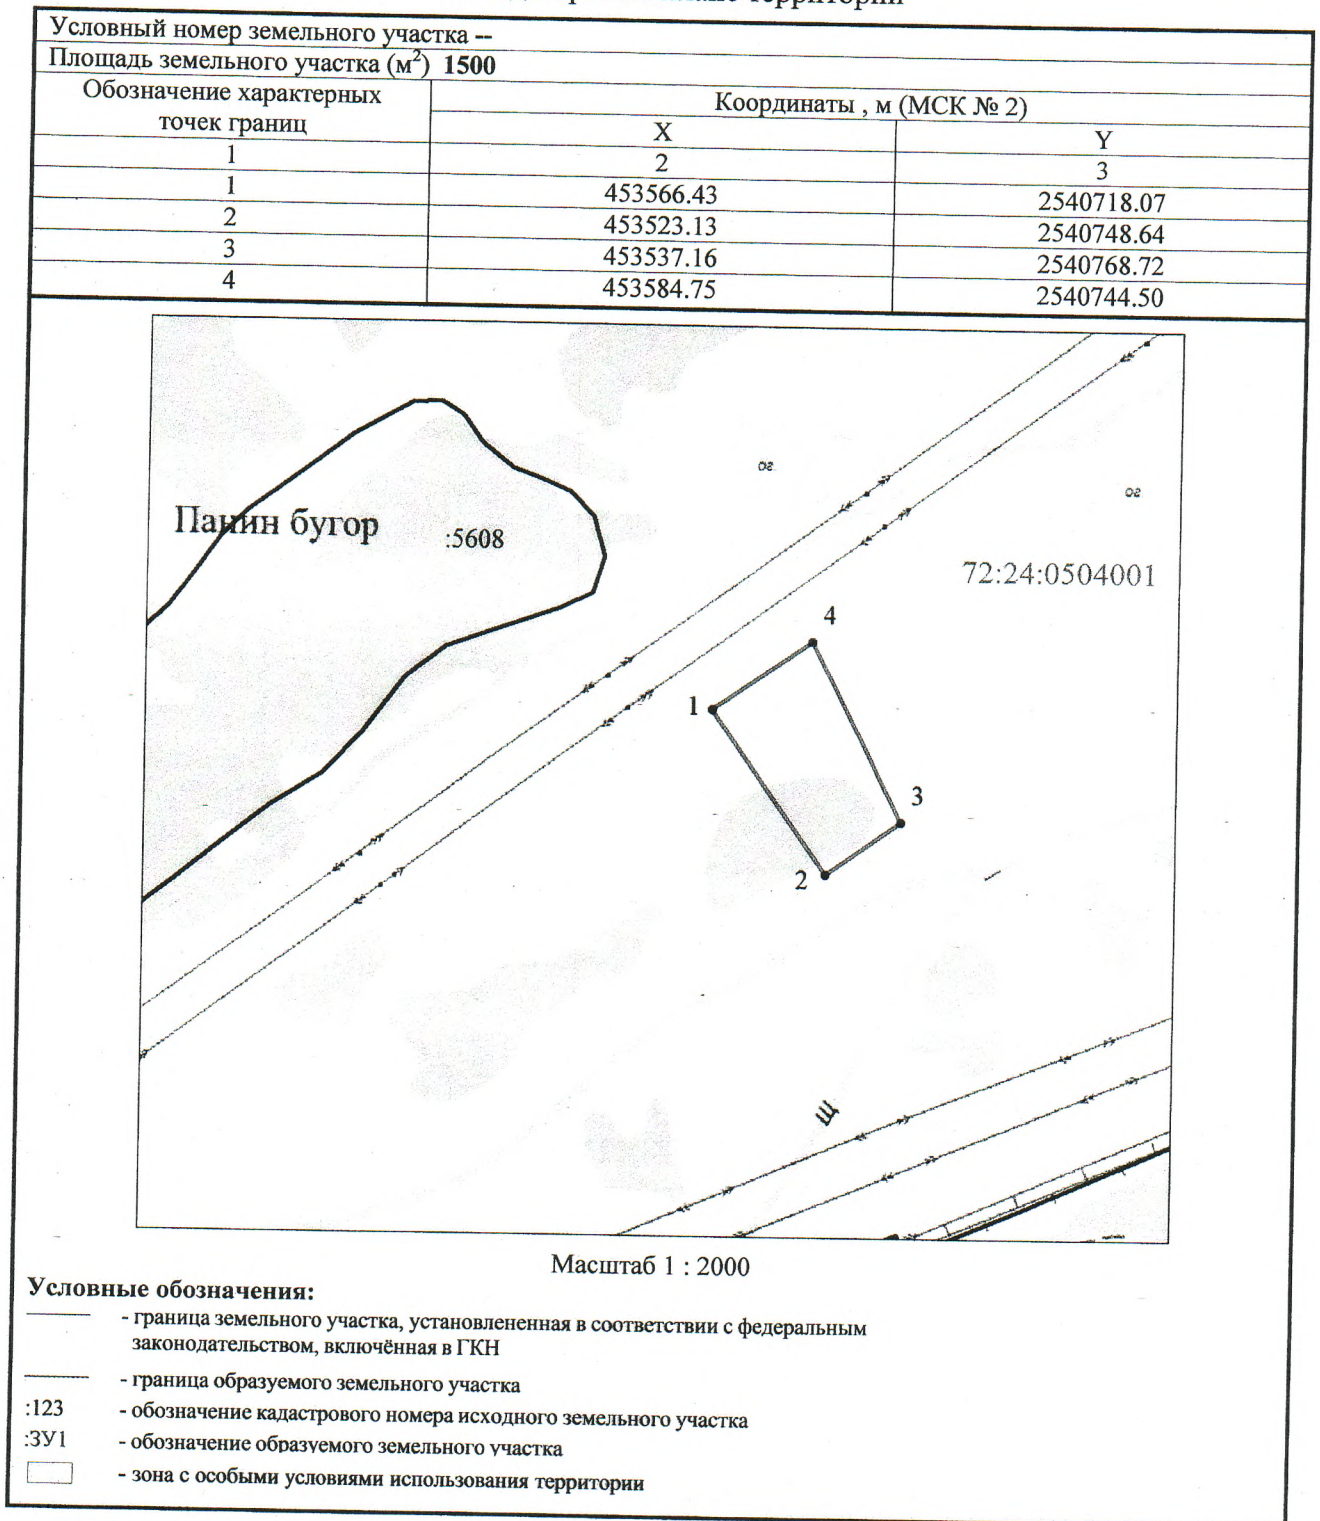 территории
Условный номер земельного участка --
Площадь земельного участка (м²) 1500
Обозначение характерных точек границ
Координаты , м (МСК № 2)
X
Y
1
2
3
1
453566.43
2540718.07
2
453523.13
2540748.64
3
453537.16
2540768.72
4
453584.75
2540744.50
Панин бугор
:5608
72:24:0504001
4
1
3
2
Щ
Масштаб 1 : 2000
Условные обозначения:
- граница земельного участка, установлененная в соответствии с федеральным
законодательством, включённая в ГКН
- граница образуемого земельного участка
:123 - обозначение кадастрового номера исходного земельного участка
:ЗУ1 - обозначение образуемого земельного участка
- зона с особыми условиями использования территории